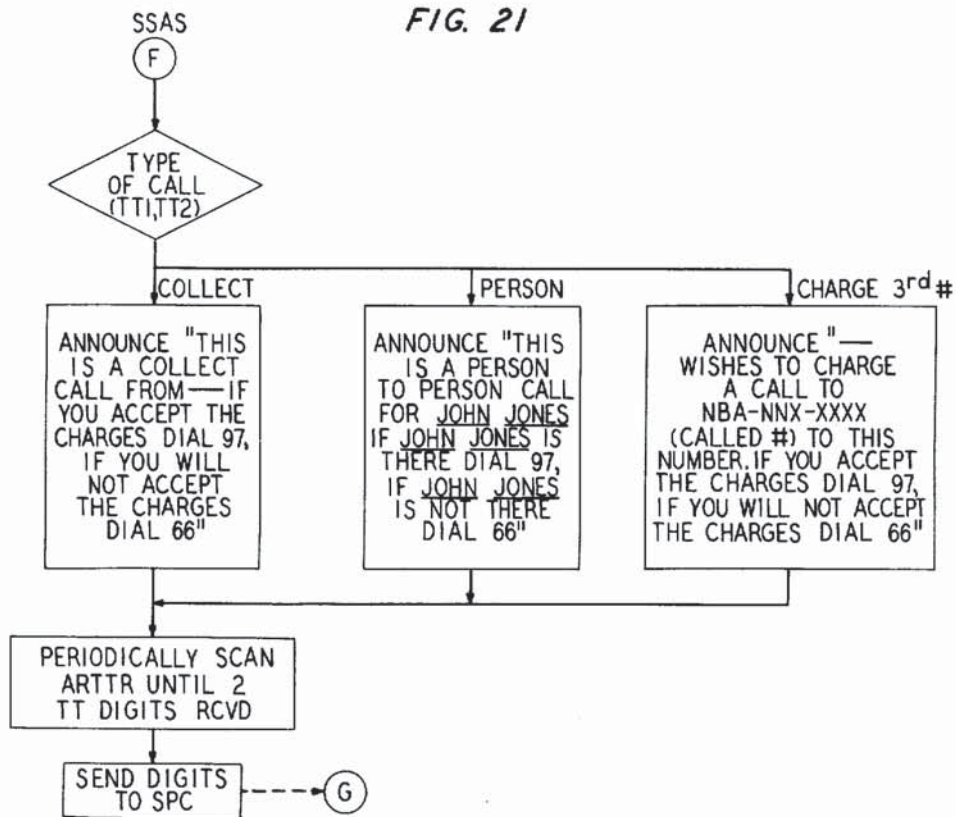 FIG. 21
SSAS
F
TYPE
OF CALL
(TT1,TT2)
COLLECT
PERSON
CHARGE 3rd #
ANNOUNCE "THIS
IS A COLLECT
CALL FROM — IF
YOU ACCEPT THE
CHARGES DIAL 97,
IF YOU WILL
NOT ACCEPT
THE CHARGES
DIAL 66"
ANNOUNCE "THIS
IS A PERSON
TO PERSON CALL
FOR JOHN JONES
IF JOHN JONES IS
THERE DIAL 97,
IF JOHN JONES
IS NOT THERE
DIAL 66"
ANNOUNCE "—
WISHES TO CHARGE
A CALL TO
NBA-NNX-XXXX
(CALLED #) TO THIS
NUMBER. IF YOU ACCEPT
THE CHARGES DIAL 97,
IF YOU WILL NOT ACCEPT
THE CHARGES DIAL 66"
PERIODICALLY SCAN
ARTTR UNTIL 2
TT DIGITS RCVD
SEND DIGITS
TO SPC
G